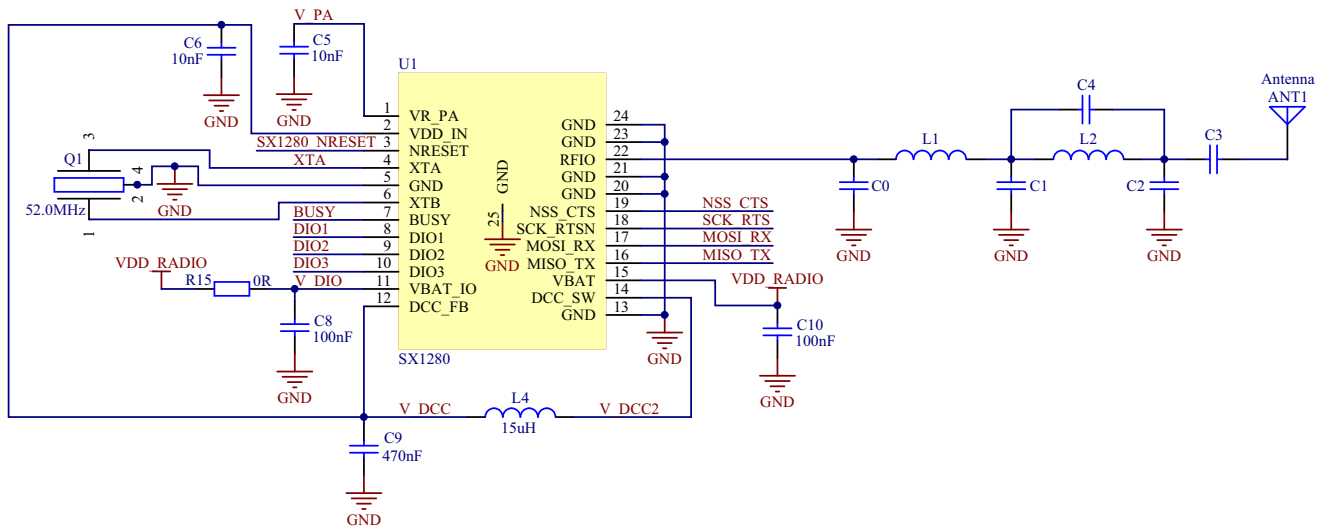 V_PA
C6
10nF
C5
10nF
GND
GND
U1
1
VR_PA
2
VDD_IN
SX1280_NRESET
3
NRESET
XTA
4
XTA
5
GND
6
XTB
BUSY
7
BUSY
DIO1
8
DIO1
DIO2
9
DIO2
DIO3
10
DIO3
V_DIO
11
VBAT_IO
12
DCC_FB
GND
25
GND
24
GND
23
GND
22
RFIO
21
GND
20
GND
19
NSS_CTS
NSS_CTS
18
SCK_RTSN
SCK_RTS
17
MOSI_RX
MOSI_RX
16
MISO_TX
MISO_TX
15
VBAT
14
DCC_SW
13
GND
SX1280
3
Q1
4
2
52.0MHz
1
GND
VDD_RADIO
R15
0R
C8
100nF
GND
GND
VDD_RADIO
C10
100nF
GND
V_DCC
L4
15uH
V_DCC2
C9
470nF
GND
C0
GND
L1
C4
L2
C1
GND
C2
GND
C3
Antenna
ANT1